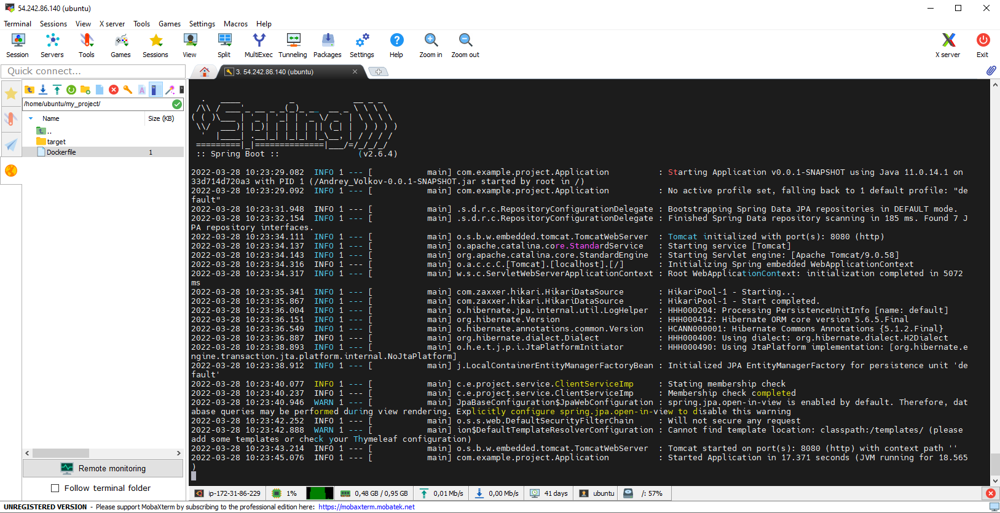 54.242.86.140 (ubuntu)
Terminal Sessions View X server Tools Games Settings Macros Help
Session Servers Tools Games Sessions View Split MultiExec Tunneling Packages Settings Help Zoom in Zoom out X server Exit
Quick connect...
3. 54.242.86.140 (ubuntu)
/home/ubuntu/my_project/
Name Size (KB)
..
target
Dockerfile 1
:: Spring Boot :: (v2.6.4)
2022-03-28 10:23:29.082 INFO 1 --- [ main] com.example.project.Application : Starting Application v0.0.1-SNAPSHOT using Java 11.0.14.1 on
33d714d720a3 with PID 1 (/Andrey_Volkov-0.0.1-SNAPSHOT.jar started by root in /)
2022-03-28 10:23:29.092 INFO 1 --- [ main] com.example.project.Application : No active profile set, falling back to 1 default profile: "de
fault"
2022-03-28 10:23:31.948 INFO 1 --- [ main] .s.d.r.c.RepositoryConfigurationDelegate : Bootstrapping Spring Data JPA repositories in DEFAULT mode.
2022-03-28 10:23:32.154 INFO 1 --- [ main] .s.d.r.c.RepositoryConfigurationDelegate : Finished Spring Data repository scanning in 185 ms. Found 7 J
PA repository interfaces.
2022-03-28 10:23:34.111 INFO 1 --- [ main] o.s.b.w.embedded.tomcat.TomcatWebServer : Tomcat initialized with port(s): 8080 (http)
2022-03-28 10:23:34.137 INFO 1 --- [ main] o.apache.catalina.core.StandardService : Starting service [Tomcat]
2022-03-28 10:23:34.143 INFO 1 --- [ main] org.apache.catalina.core.StandardEngine : Starting Servlet engine: [Apache Tomcat/9.0.58]
2022-03-28 10:23:34.316 INFO 1 --- [ main] o.a.c.c.C.[Tomcat].[localhost].[/] : Initializing Spring embedded WebApplicationContext
2022-03-28 10:23:34.317 INFO 1 --- [ main] w.s.c.ServletWebServerApplicationContext : Root WebApplicationContext: initialization completed in 5072
ms
2022-03-28 10:23:35.341 INFO 1 --- [ main] com.zaxxer.hikari.HikariDataSource : HikariPool-1 - Starting...
2022-03-28 10:23:35.867 INFO 1 --- [ main] com.zaxxer.hikari.HikariDataSource : HikariPool-1 - Start completed.
2022-03-28 10:23:36.004 INFO 1 --- [ main] o.hibernate.jpa.internal.util.LogHelper : HHH000204: Processing PersistenceUnitInfo [name: default]
2022-03-28 10:23:36.151 INFO 1 --- [ main] org.hibernate.Version : HHH000412: Hibernate ORM core version 5.6.5.Final
2022-03-28 10:23:36.549 INFO 1 --- [ main] o.hibernate.annotations.common.Version : HCANN000001: Hibernate Commons Annotations {5.1.2.Final}
2022-03-28 10:23:36.887 INFO 1 --- [ main] org.hibernate.dialect.Dialect : HHH000400: Using dialect: org.hibernate.dialect.H2Dialect
2022-03-28 10:23:38.893 INFO 1 --- [ main] o.h.e.t.j.p.i.JtaPlatformInitiator : HHH000490: Using JtaPlatform implementation: [org.hibernate.e
ngine.transaction.jta.platform.internal.NoJtaPlatform]
2022-03-28 10:23:38.912 INFO 1 --- [ main] j.LocalContainerEntityManagerFactoryBean : Initialized JPA EntityManagerFactory for persistence unit 'de
fault'
2022-03-28 10:23:40.077 INFO 1 --- [ main] c.e.project.service.ClientServiceImp : Stating membership check
2022-03-28 10:23:40.237 INFO 1 --- [ main] c.e.project.service.ClientServiceImp : Membership check completed
2022-03-28 10:23:40.946 WARN 1 --- [ main] JpaBaseConfiguration$JpaWebConfiguration : spring.jpa.open-in-view is enabled by default. Therefore, dat
abase queries may be performed during view rendering. Explicitly configure spring.jpa.open-in-view to disable this warning
2022-03-28 10:23:42.252 INFO 1 --- [ main] o.s.s.web.DefaultSecurityFilterChain : Will not secure any request
2022-03-28 10:23:42.888 WARN 1 --- [ main] ion$DefaultTemplateResolverConfiguration : Cannot find template location: classpath:/templates/ (please
add some templates or check your Thymeleaf configuration)
2022-03-28 10:23:43.214 INFO 1 --- [ main] o.s.b.w.embedded.tomcat.TomcatWebServer : Tomcat started on port(s): 8080 (http) with context path ''
2022-03-28 10:23:45.076 INFO 1 --- [ main] com.example.project.Application : Started Application in 17.371 seconds (JVM running for 18.565
)
Remote monitoring
Follow terminal folder
ip-172-31-86-229 1% 0,48 GB / 0,95 GB 0,01 Mb/s 0,00 Mb/s 41 days ubuntu /: 57%
UNREGISTERED VERSION - Please support MobaXterm by subscribing to the professional edition here: https://mobaxterm.mobatek.net